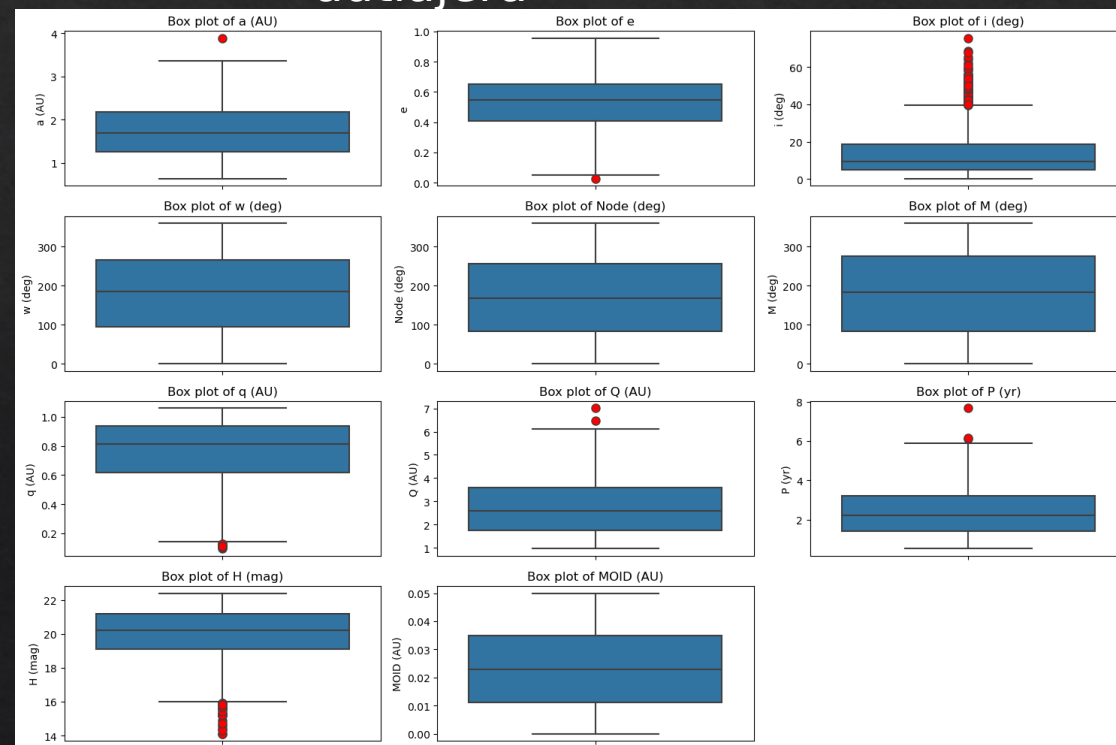 Box plot of a (AU)
a (AU)
4
3
2
1
Box plot of e
e
1.0
0.8
0.6
0.4
0.2
0.0
Box plot of i (deg)
i (deg)
60
40
20
0
Box plot of w (deg)
w (deg)
300
200
100
0
Box plot of Node (deg)
Node (deg)
300
200
100
0
Box plot of M (deg)
M (deg)
300
200
100
0
Box plot of q (AU)
q (AU)
1.0
0.8
0.6
0.4
0.2
Box plot of Q (AU)
Q (AU)
7
6
5
4
3
2
1
Box plot of P (yr)
P (yr)
8
6
4
2
Box plot of H (mag)
H (mag)
22
20
18
16
14
Box plot of MOID (AU)
MOID (AU)
0.05
0.04
0.03
0.02
0.01
0.00